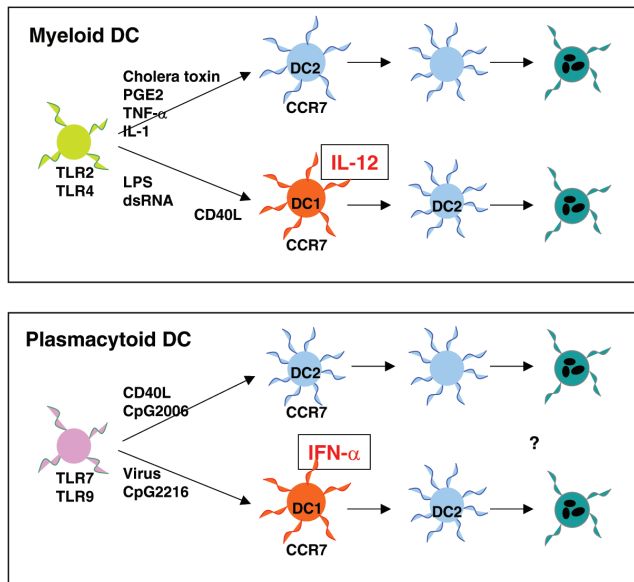 Myeloid DC
Cholera toxin
PGE2
TNF-α
IL-1
TLR2
TLR4
LPS
dsRNA
CD40L
DC2
CCR7
IL-12
DC1
CCR7
DC2
Plasmacytoid DC
CD40L
CpG2006
TLR7
TLR9
Virus
CpG2216
DC2
CCR7
IFN-α
DC1
CCR7
DC2
?